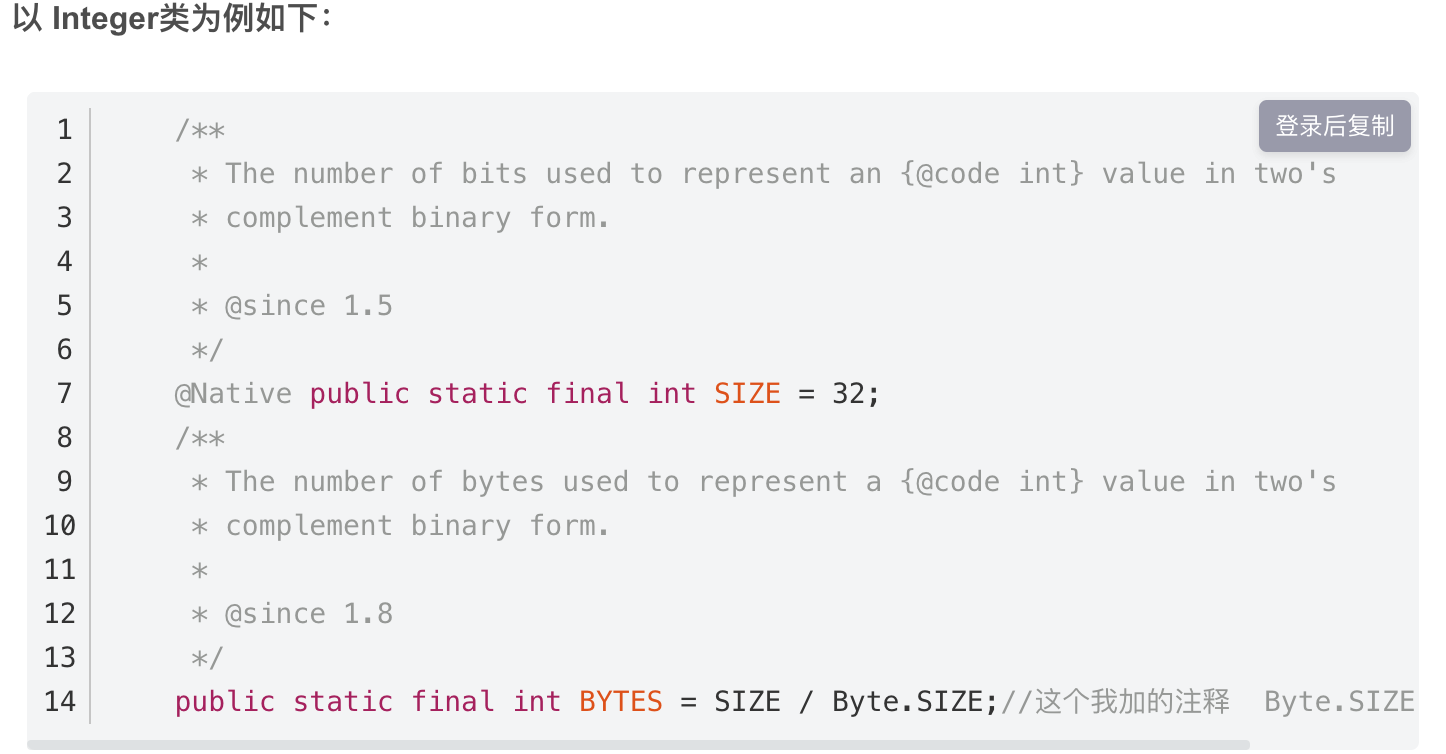 以 Integer类为例如下：
登录后复制
1 /**
2 * The number of bits used to represent an {@code int} value in two's
3 * complement binary form.
4 *
5 * @since 1.5
6 */
7 @Native public static final int SIZE = 32;
8 /**
9 * The number of bytes used to represent a {@code int} value in two's
10 * complement binary form.
11 *
12 * @since 1.8
13 */
14 public static final int BYTES = SIZE / Byte.SIZE;//这个我加的注释  Byte.SIZE